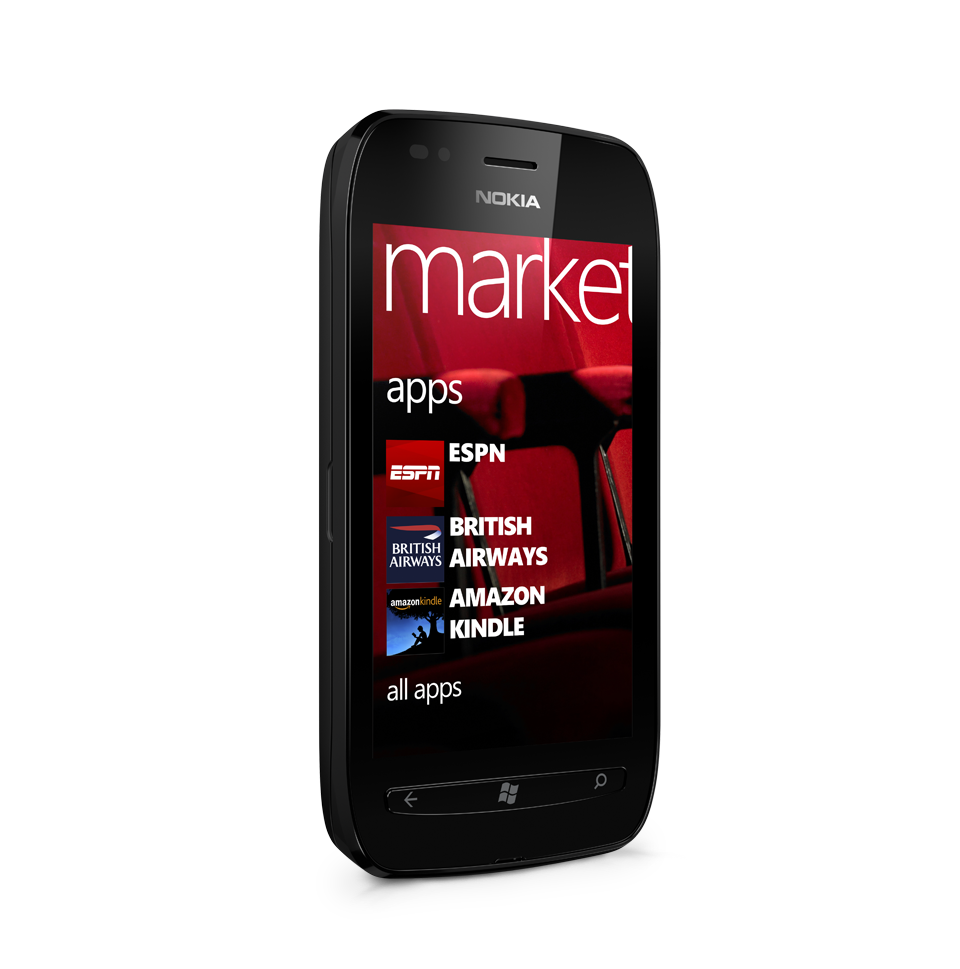 NOKIA
market
apps
ESPN
ESPN
BRITISH
AIRWAYS
BRITISH
AIRWAYS
amazonkindle
AMAZON
KINDLE
all apps